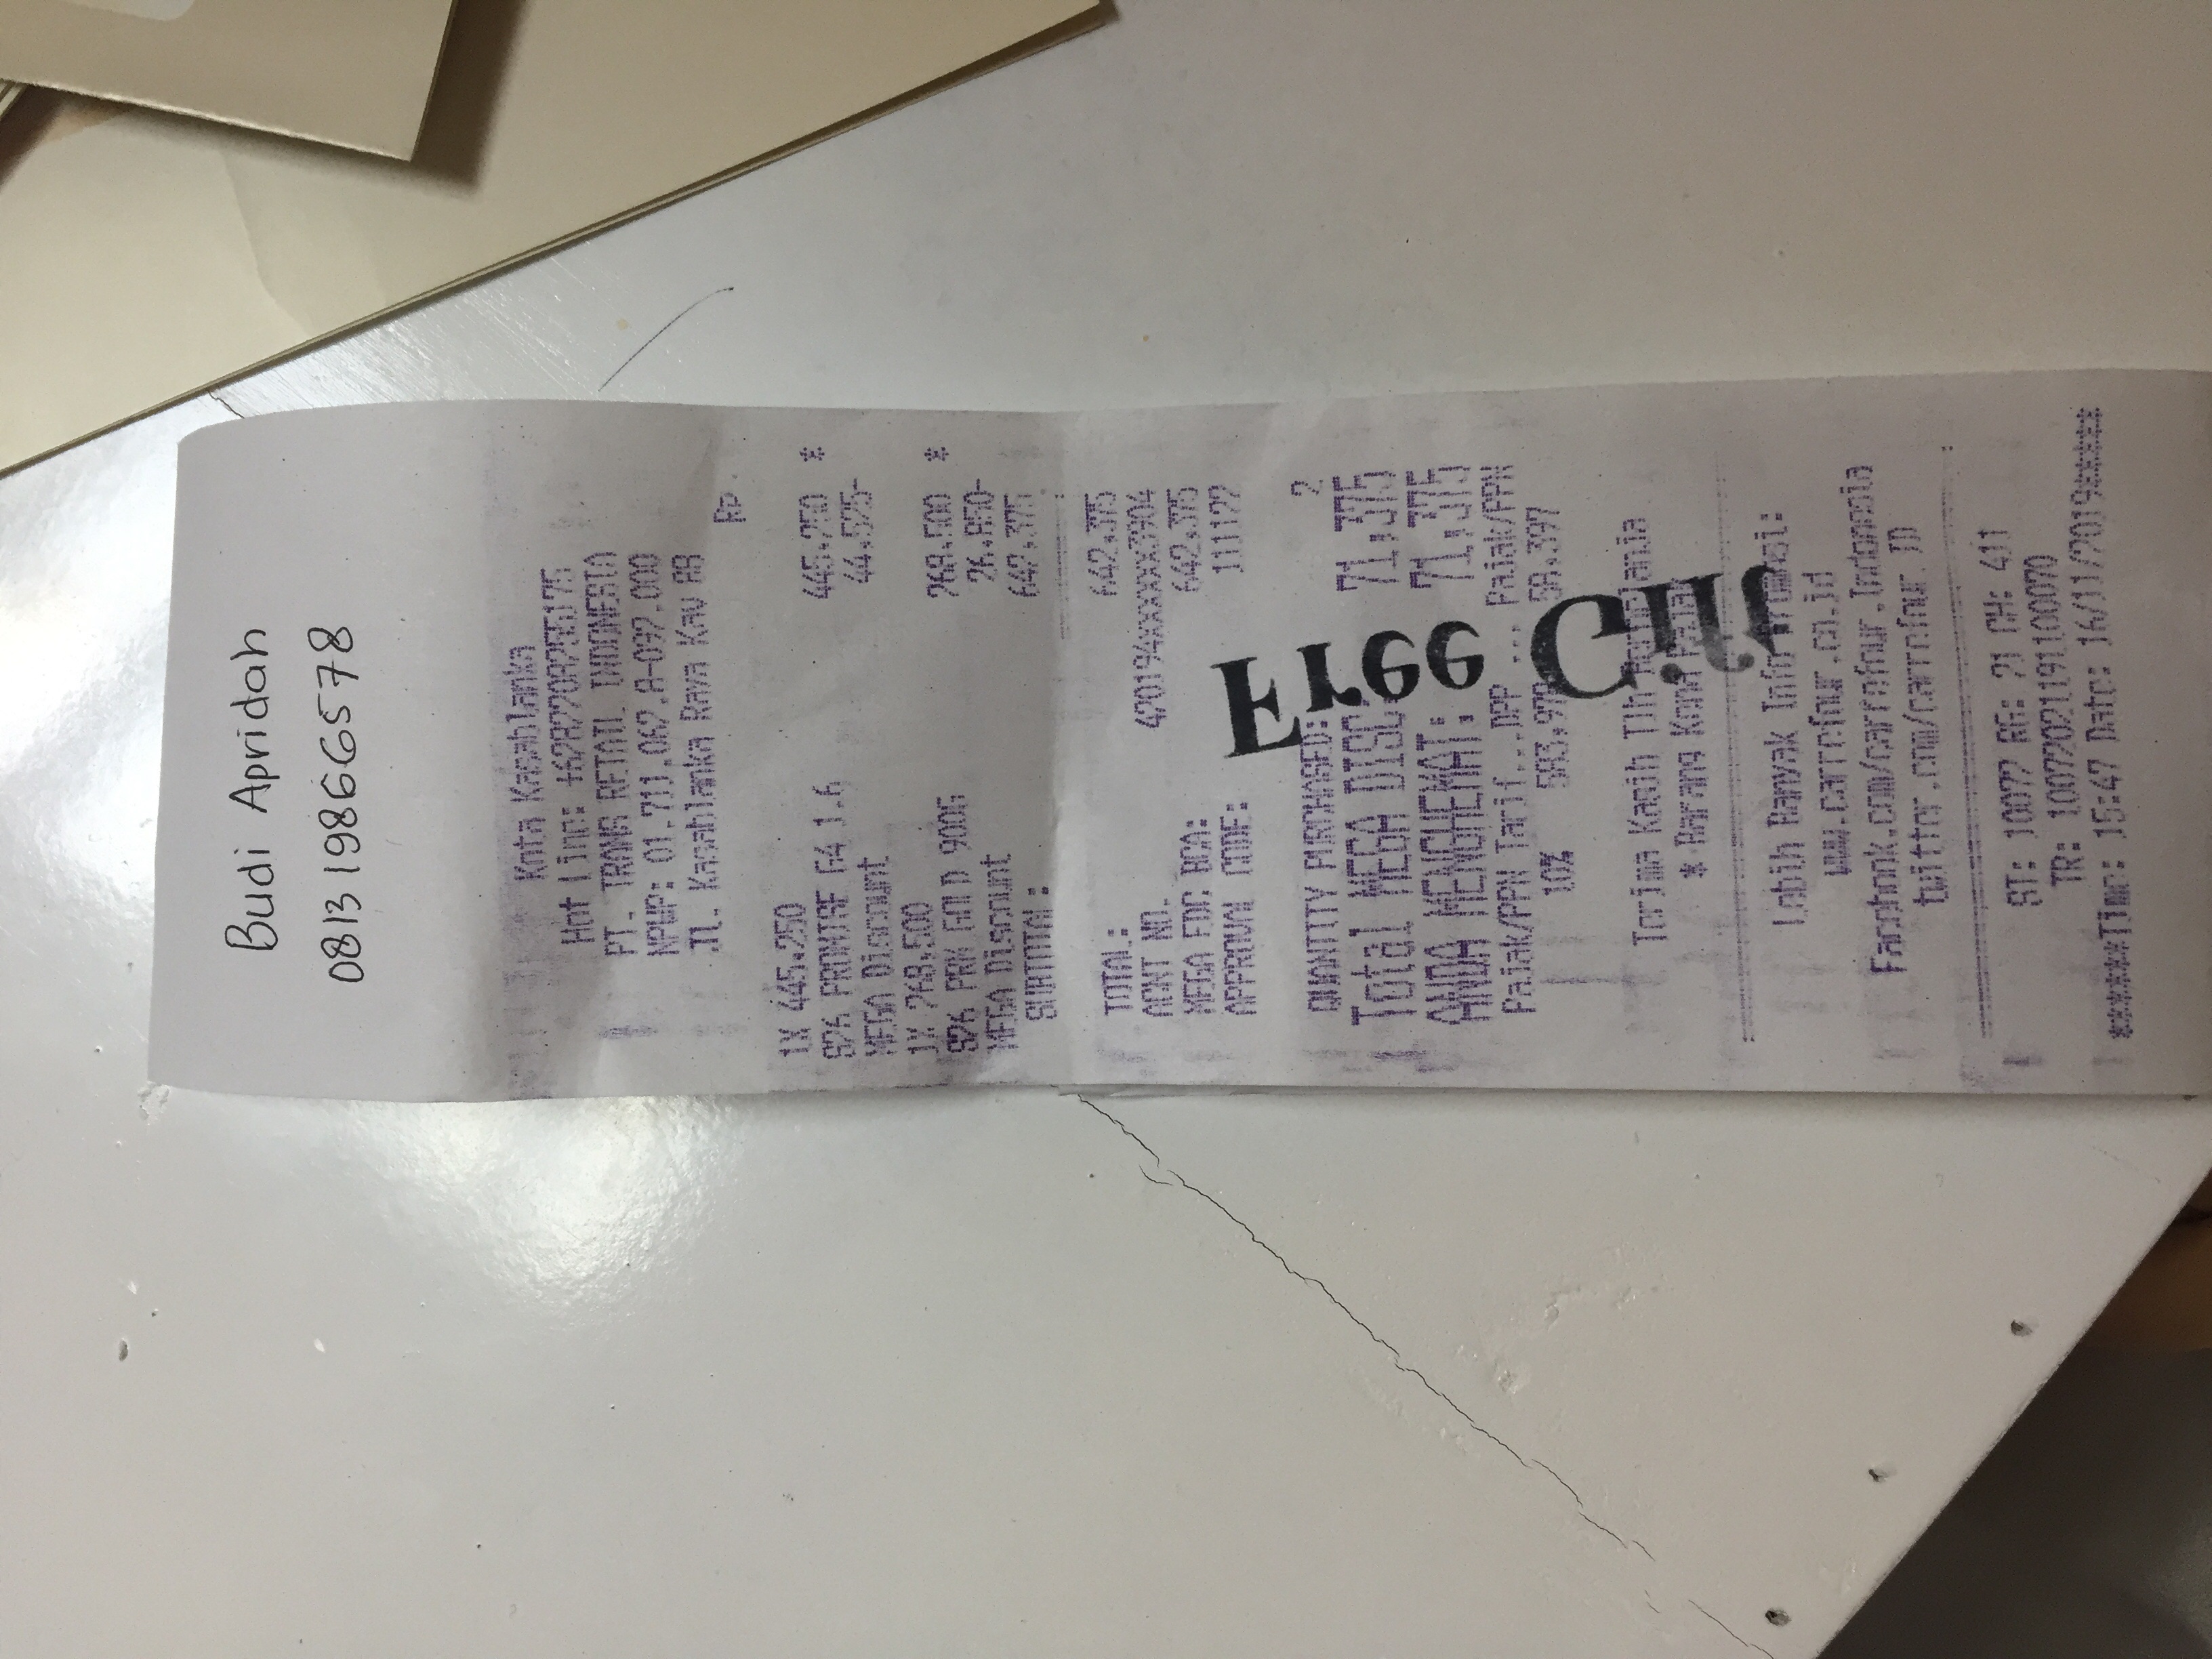 Budi Apridah
081319866578
Kota Kasablanka
Hot Line: +6282208255175
PT. TRANS RETAIL INDONESIA
NPWP: 01.711.062.8-092.000
Jl. Kasablanka Raya Kav 88
Rp
1X 445,250
S26 PROMISE G4 1.6 445,250 *
MEGA Discount 44,525-
1X 268,500
S26 PRM GOLD 900G 268,500 *
MEGA Discount 26,850-
SUBTOTAL: 642,375
TOTAL: 642,375
ACNT NO. 420194xxxxxx3904
MEGA EDC BCA: 642,375
APPROVAL CODE: 111122
QUANTITY PURCHASED: 2
Total MEGA DISC: 71,375
ANDA MENGHEMAT: 71,375
Pajak/PPN Tarif...DPP ... Pajak/PPN
10% 583,978 58,397
Terima Kasih Tlh Berbelanja
* Barang Kena Pajak
Lebih Banyak Info Promosi:
www.carrefour.co.id
Facebook.com/carrefour.Indonesia
twitter.com/carrefour ID
ST: 10072 RG: 21 CH: 411
TR: 10072021191100070
******Time: 15:47 Date: 16/11/2019*****